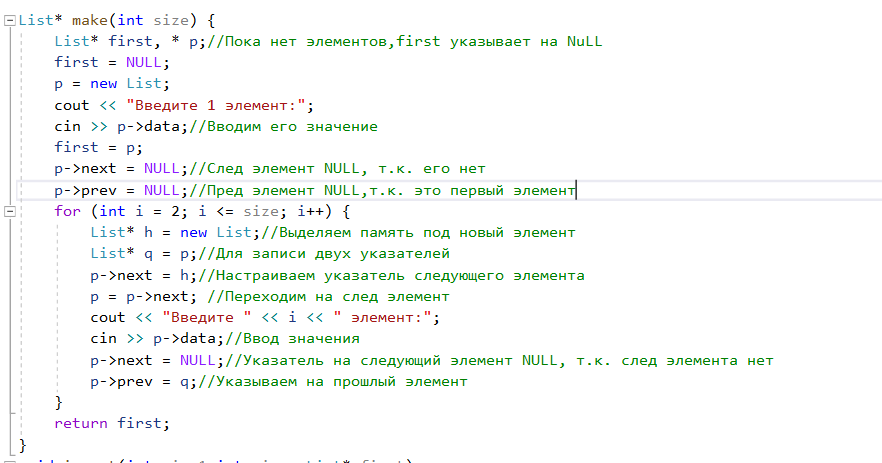 List* make(int size) {
List* first, * p;//Пока нет элементов,first указывает на NuLL
first = NULL;
p = new List;
cout << "Введите 1 элемент:";
cin >> p->data;//Вводим его значение
first = p;
p->next = NULL;//След элемент NULL, т.к. его нет
p->prev = NULL;//Пред элемент NULL,т.к. это первый элемент
for (int i = 2; i <= size; i++) {
List* h = new List;//Выделяем память под новый элемент
List* q = p;//Для записи двух указателей
p->next = h;//Настраиваем указатель следующего элемента
p = p->next; //Переходим на след элемент
cout << "Введите " << i << " элемент:";
cin >> p->data;//Ввод значения
p->next = NULL;//Указатель на следующий элемент NULL, т.к. след элемента нет
p->prev = q;//Указываем на прошлый элемент
}
return first;
}